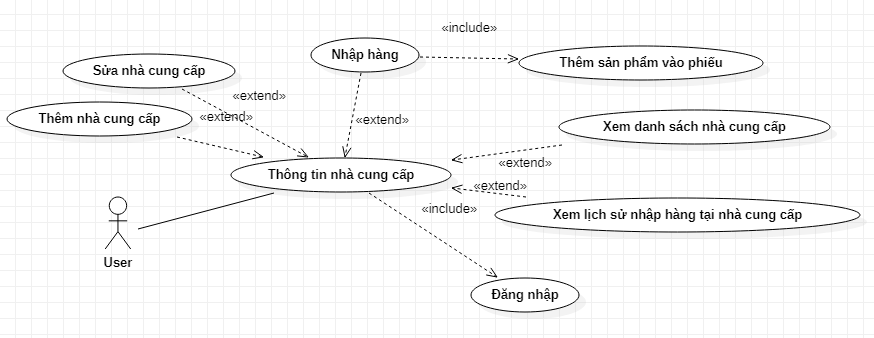 «include»
Nhập hàng
Thêm sản phẩm vào phiếu
Sửa nhà cung cấp
«extend»
Thêm nhà cung cấp
«extend»
«extend»
Xem danh sách nhà cung cấp
«extend»
Thông tin nhà cung cấp
«extend»
«include»
Xem lịch sử nhập hàng tại nhà cung cấp
User
Đăng nhập